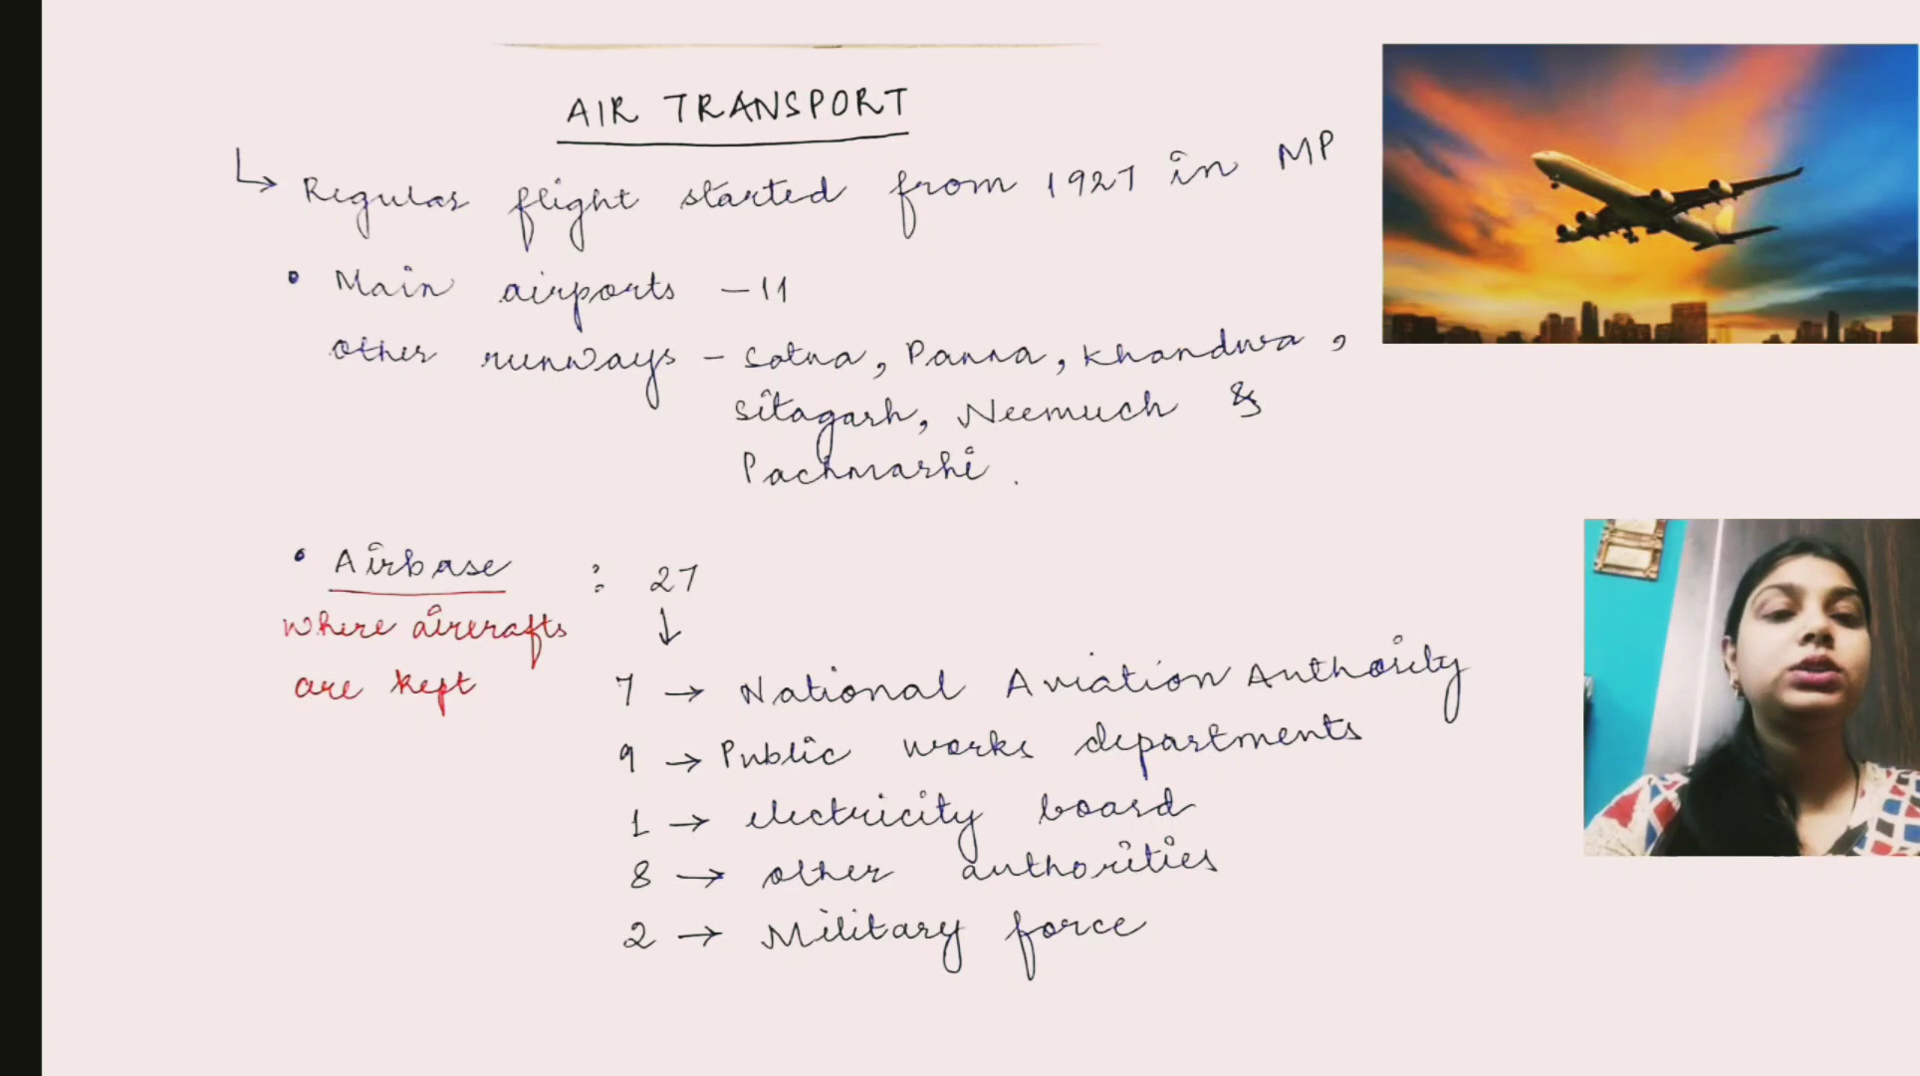 AIR TRANSPORT
↳ Regular flight started from 1927 in MP
• Main airports - 11
other runways - Satna, Panna, Khandwa,
Sitagarh, Neemuch &
Pachmarhi.
• Airbase : 27
where aircrafts
are kept
↓
7 → National Aviation Authority
9 → Public works departments
1 → electricity board
8 → other authorities
2 → Military force